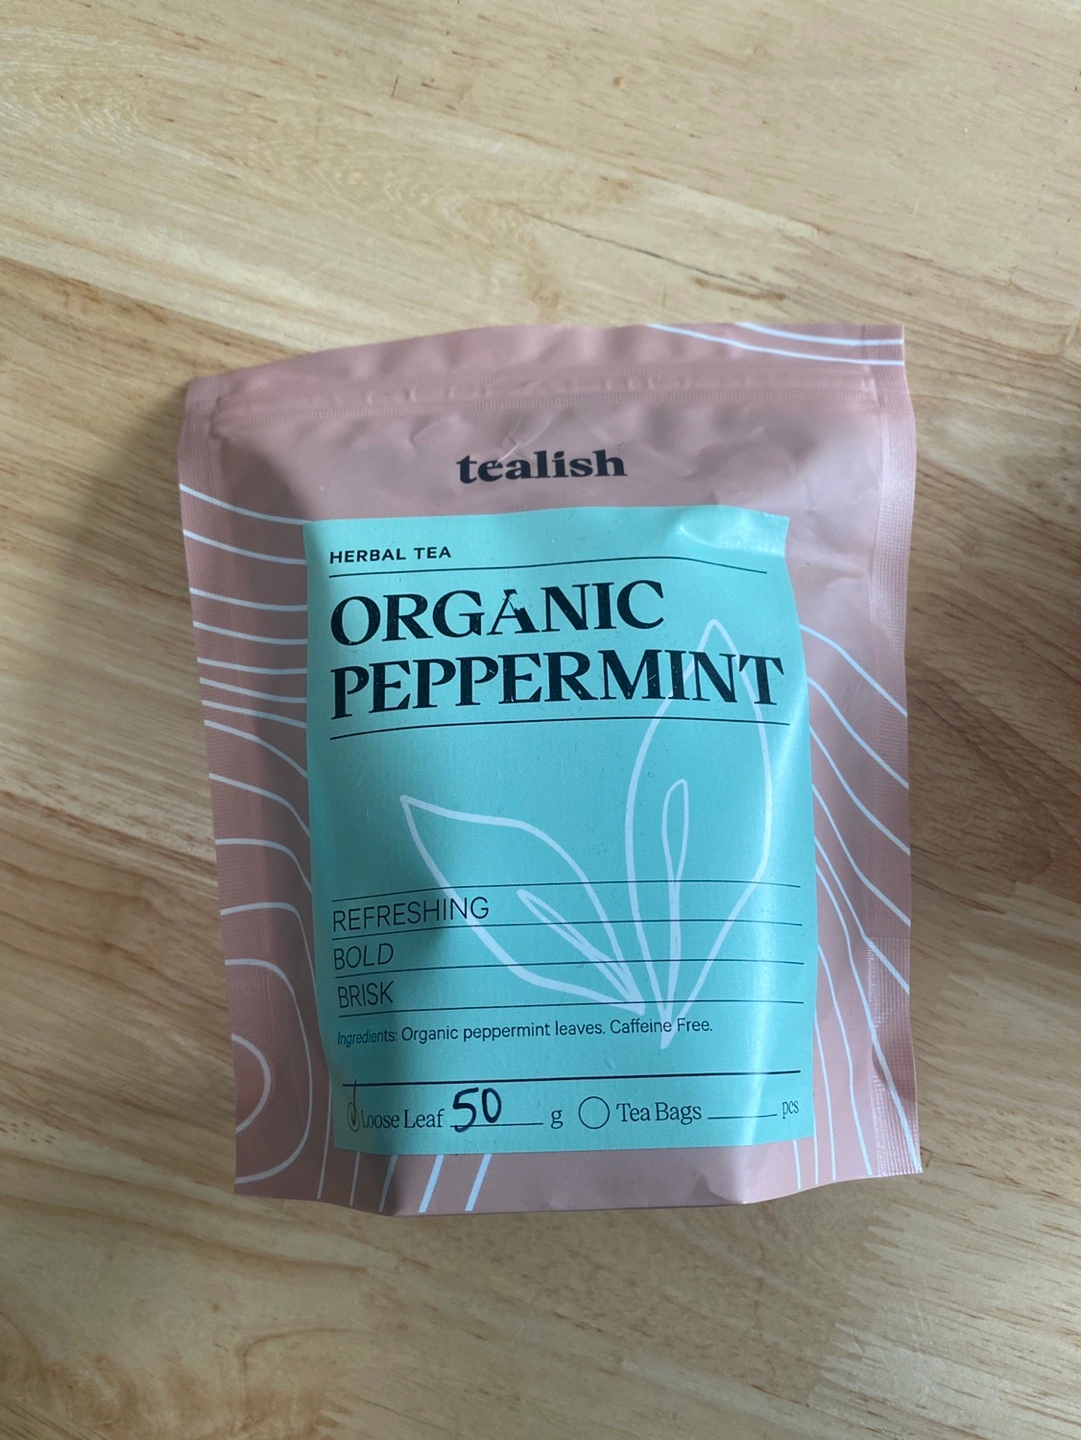 tealish
HERBAL TEA
ORGANIC
PEPPERMINT
REFRESHING
BOLD
BRISK
Ingredients: Organic peppermint leaves. Caffeine Free.
Loose Leaf 50 g Tea Bags pcs